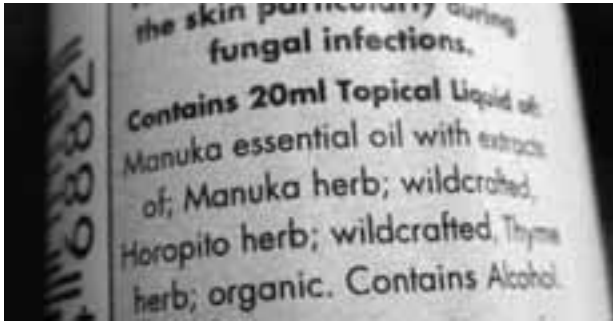 the skin particularly during
fungal infections.
Contains 20ml Topical Liquid of:
Manuka essential oil with extracts
of; Manuka herb; wildcrafted,
Horopito herb; wildcrafted, Thyme
herb; organic. Contains Alcohol.